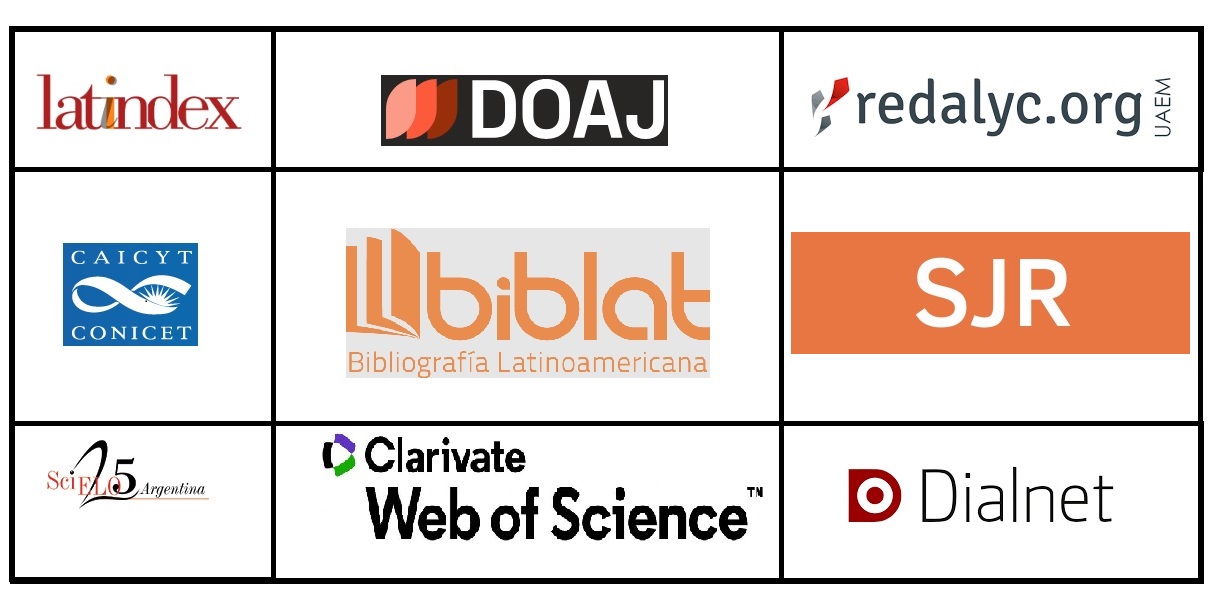 latindex
DOAJ
redalyc.org
UAEM
CAICYT
CONICET
biblat
Bibliografía Latinoamericana
SJR
SciELO 25 Argentina
Clarivate
Web of Science™
Dialnet